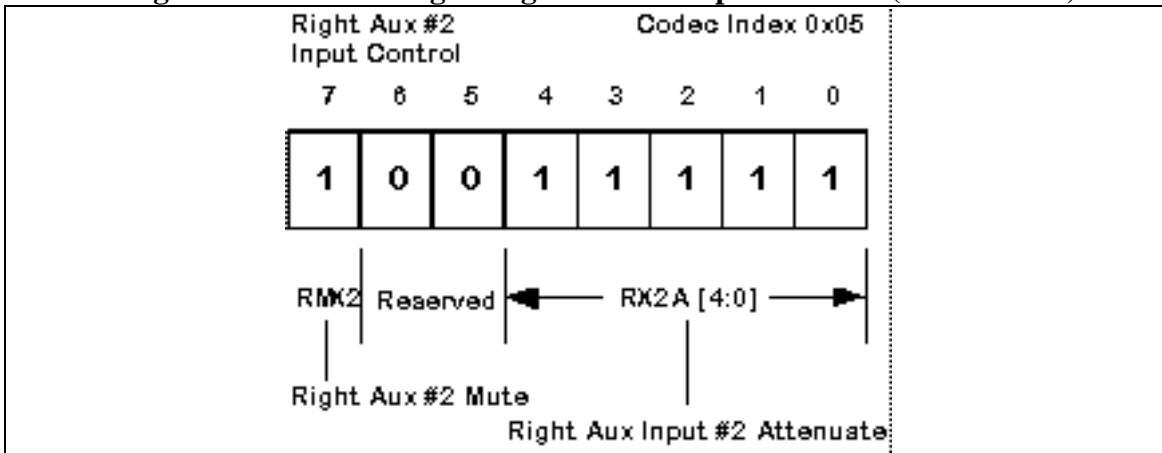 Right Aux #2 Codec Index 0x05
Input Control
7 6 5 4 3 2 1 0
1 0 0 1 1 1 1 1
RMX2 Reserved RX2A [4:0]
Right Aux #2 Mute
Right Aux Input #2 Attenuate